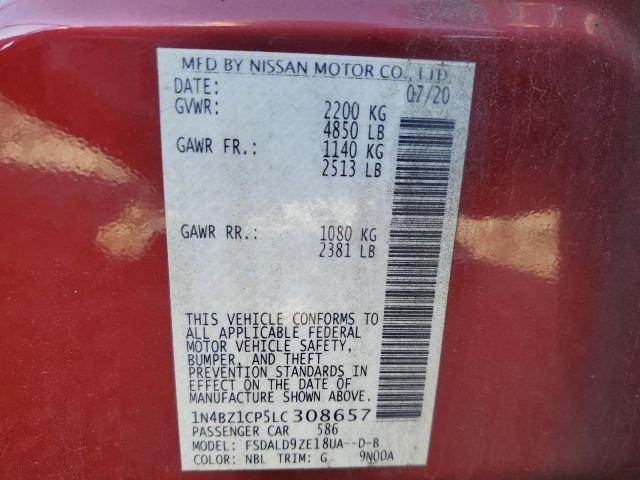 MFD BY NISSAN MOTOR CO., LTD
DATE: 07/20
GVWR: 2200 KG
4850 LB
GAWR FR.: 1140 KG
2513 LB
GAWR RR.: 1080 KG
2381 LB
THIS VEHICLE CONFORMS TO
ALL APPLICABLE FEDERAL
MOTOR VEHICLE SAFETY,
BUMPER, AND THEFT
PREVENTION STANDARDS IN
EFFECT ON THE DATE OF
MANUFACTURE SHOWN ABOVE.
1N4BZ1CP5LC308657
PASSENGER CAR 586
MODEL: FSDALD9ZE18UA--D-B
COLOR: NBL TRIM: G 9N00A